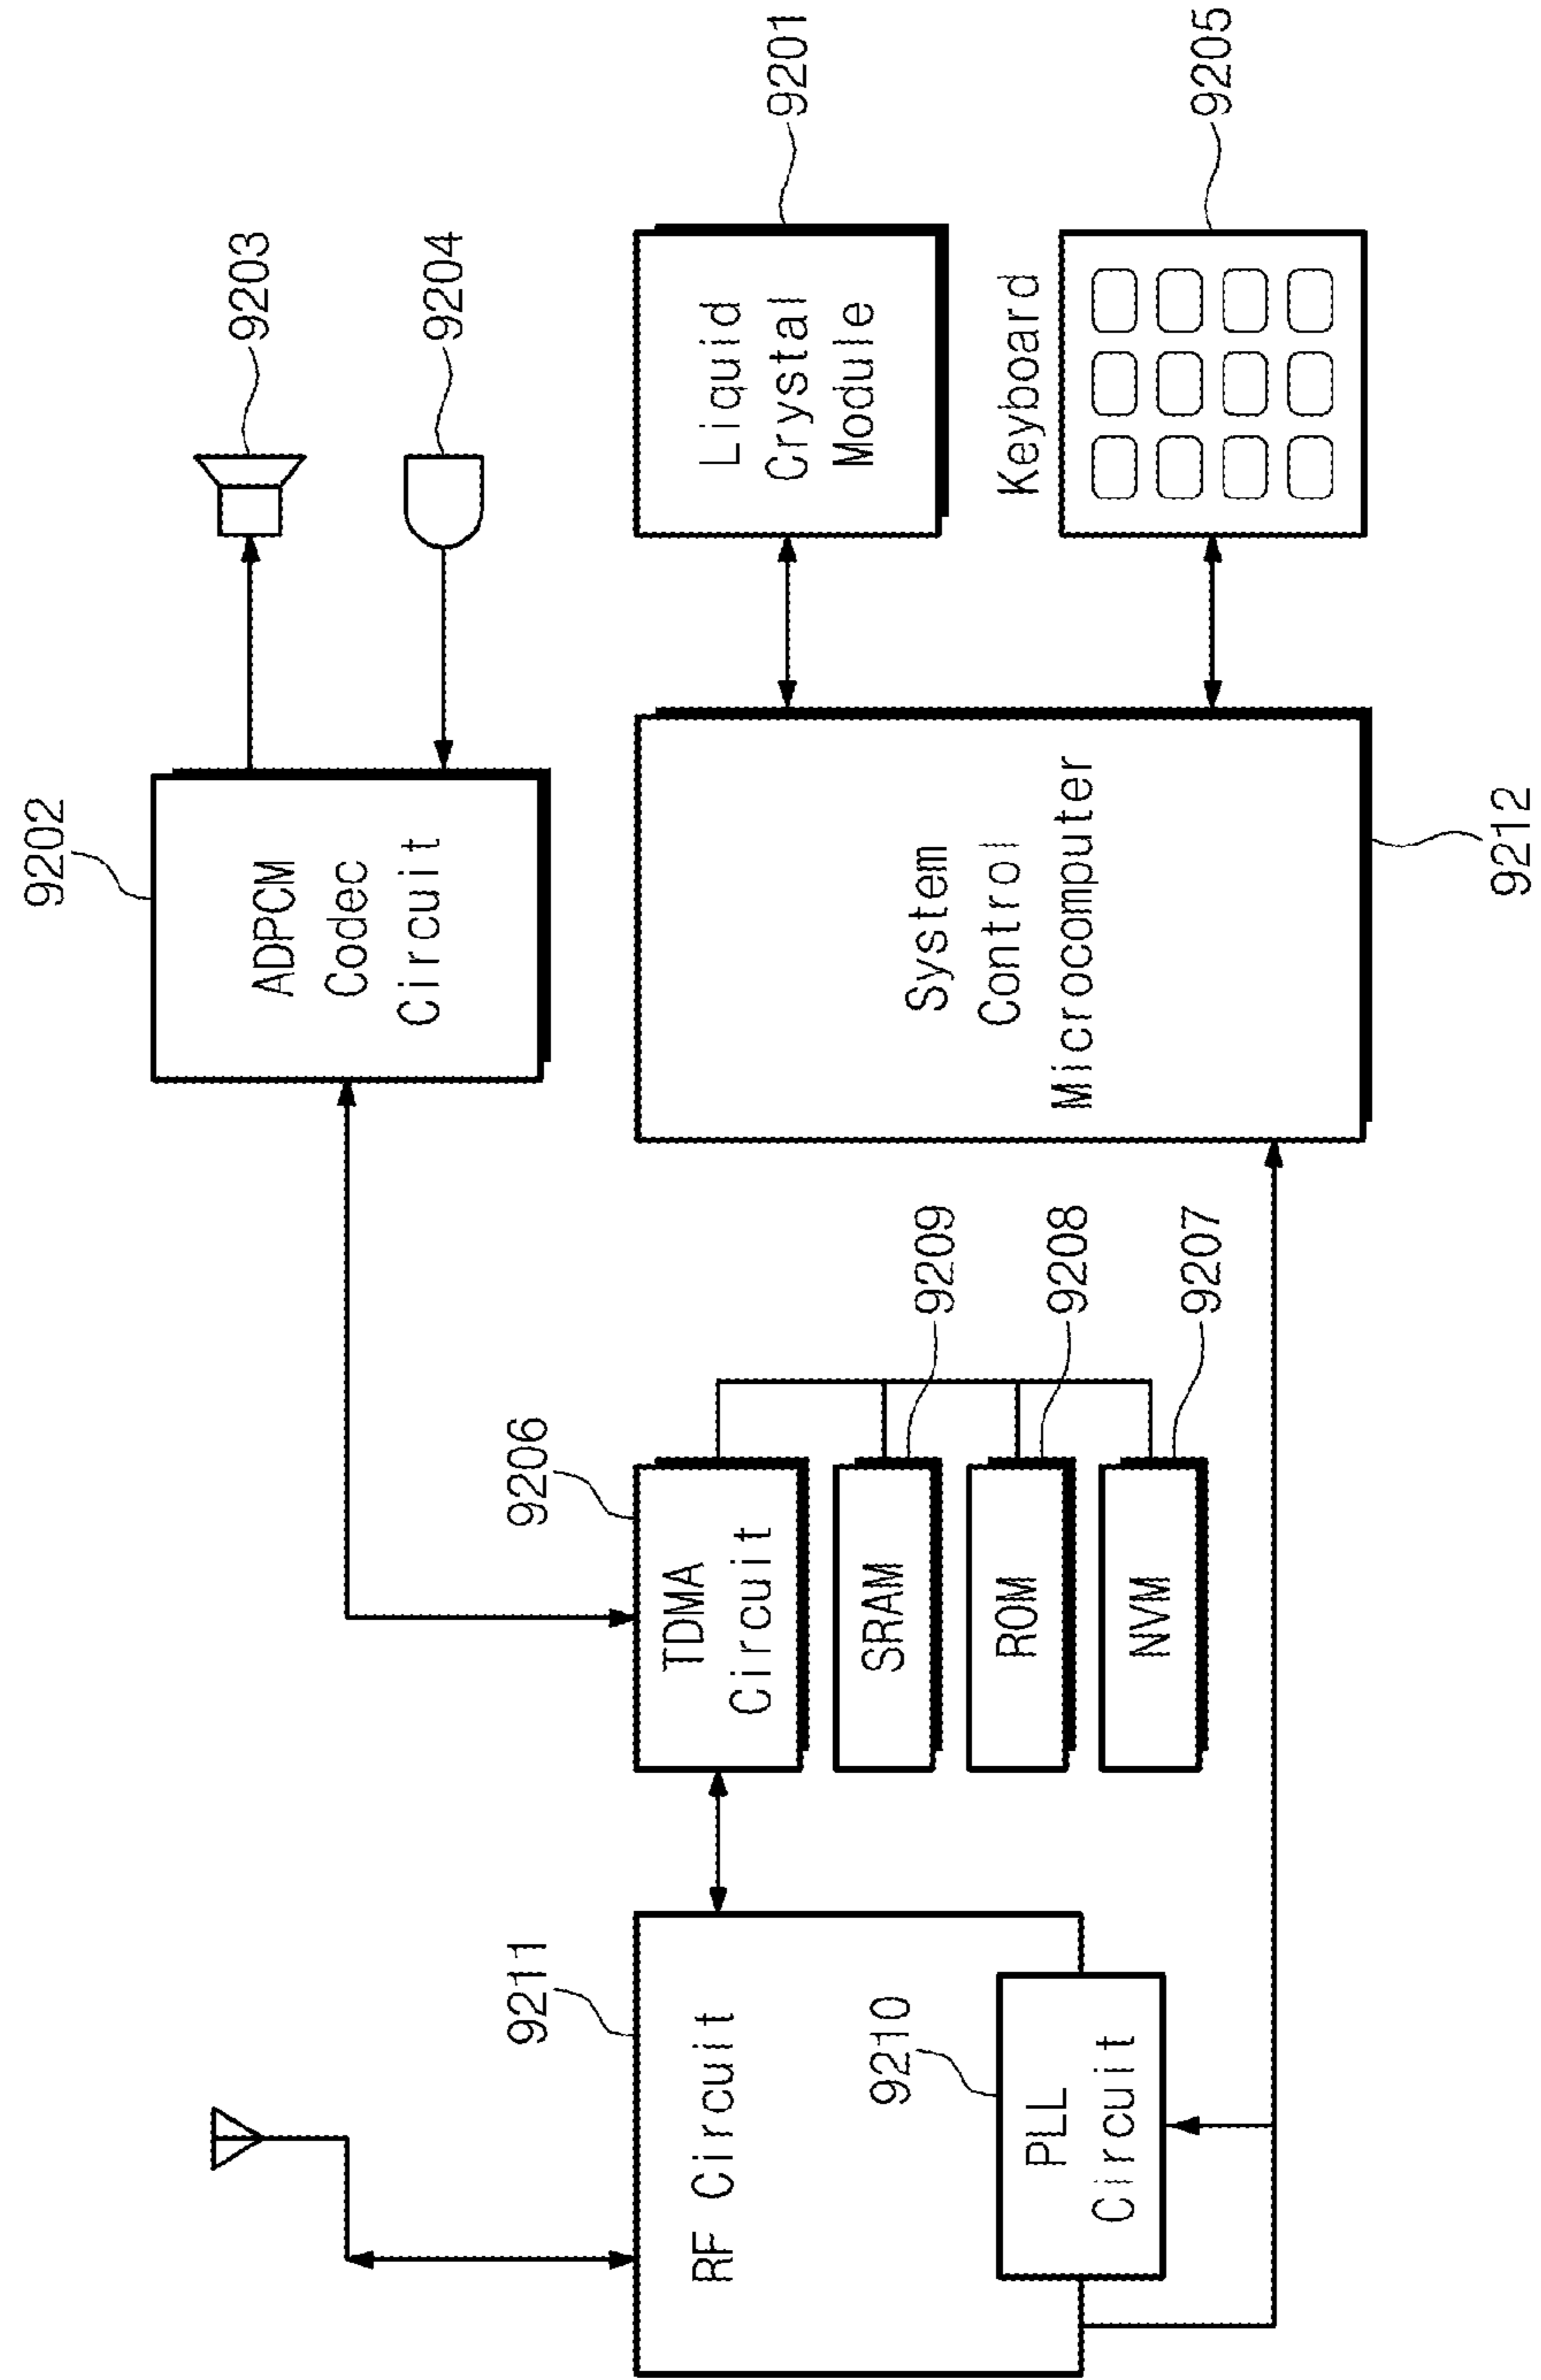 9202
ADPCM
Codec
Circuit
9203
9204
9211
RF Circuit
9210
PLL
Circuit
9206
TDMA
Circuit
SRAM
9209
ROM
9208
NVM
9207
System
Control
Microcomputer
9212
Liquid
Crystal
Module
9201
Keyboard
9205